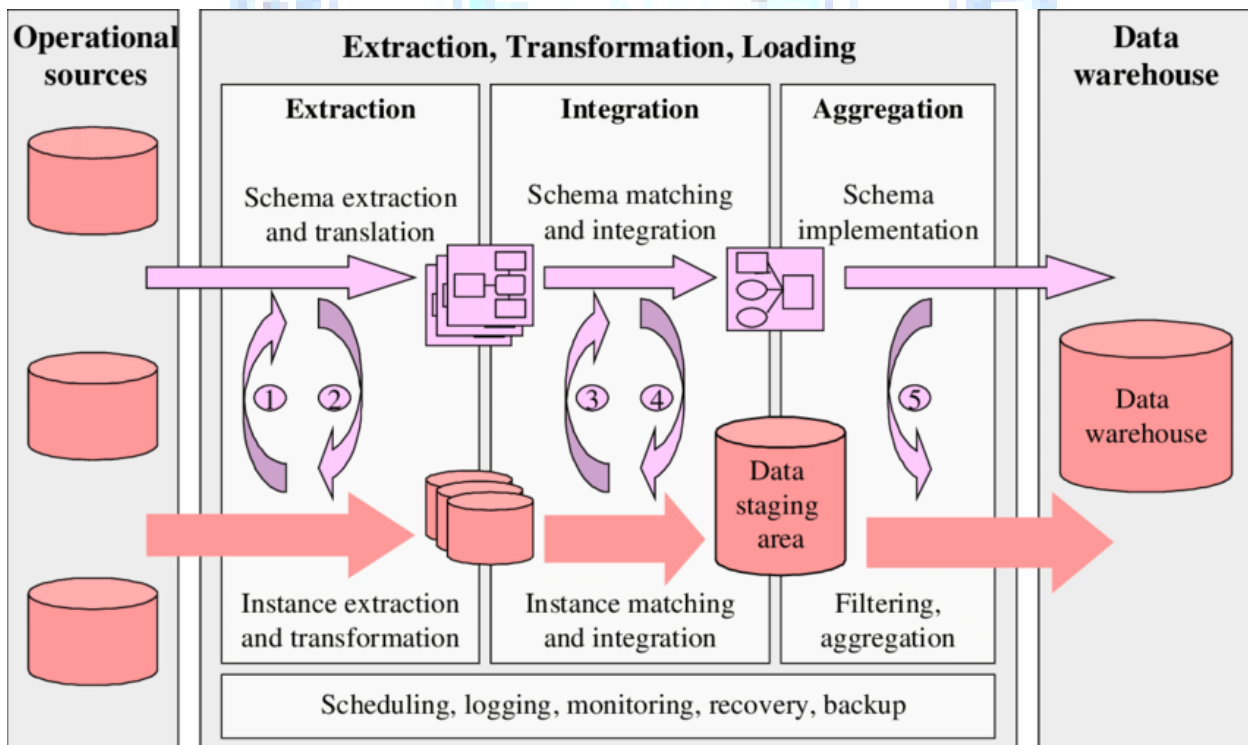 Operational
sources
Extraction, Transformation, Loading
Data
warehouse
Extraction
Integration
Aggregation
Schema extraction
and translation
Schema matching
and integration
Schema
implementation
1
2
3
4
5
Data
staging
area
Data
warehouse
Instance extraction
and transformation
Instance matching
and integration
Filtering,
aggregation
Scheduling, logging, monitoring, recovery, backup